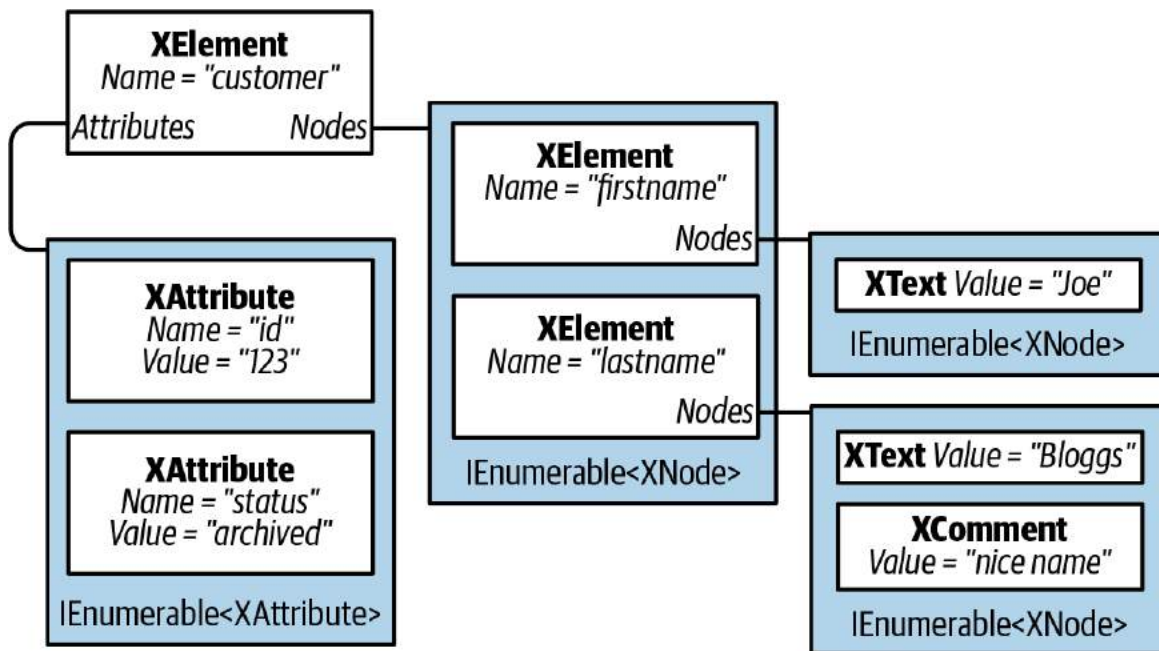 XElement
Name = "customer"
Attributes Nodes
XAttribute
Name = "id"
Value = "123"
XAttribute
Name = "status"
Value = "archived"
IEnumerable<XAttribute>
XElement
Name = "firstname"
Nodes
XElement
Name = "lastname"
Nodes
IEnumerable<XNode>
XText Value = "Joe"
IEnumerable<XNode>
XText Value = "Bloggs"
XComment
Value = "nice name"
IEnumerable<XNode>